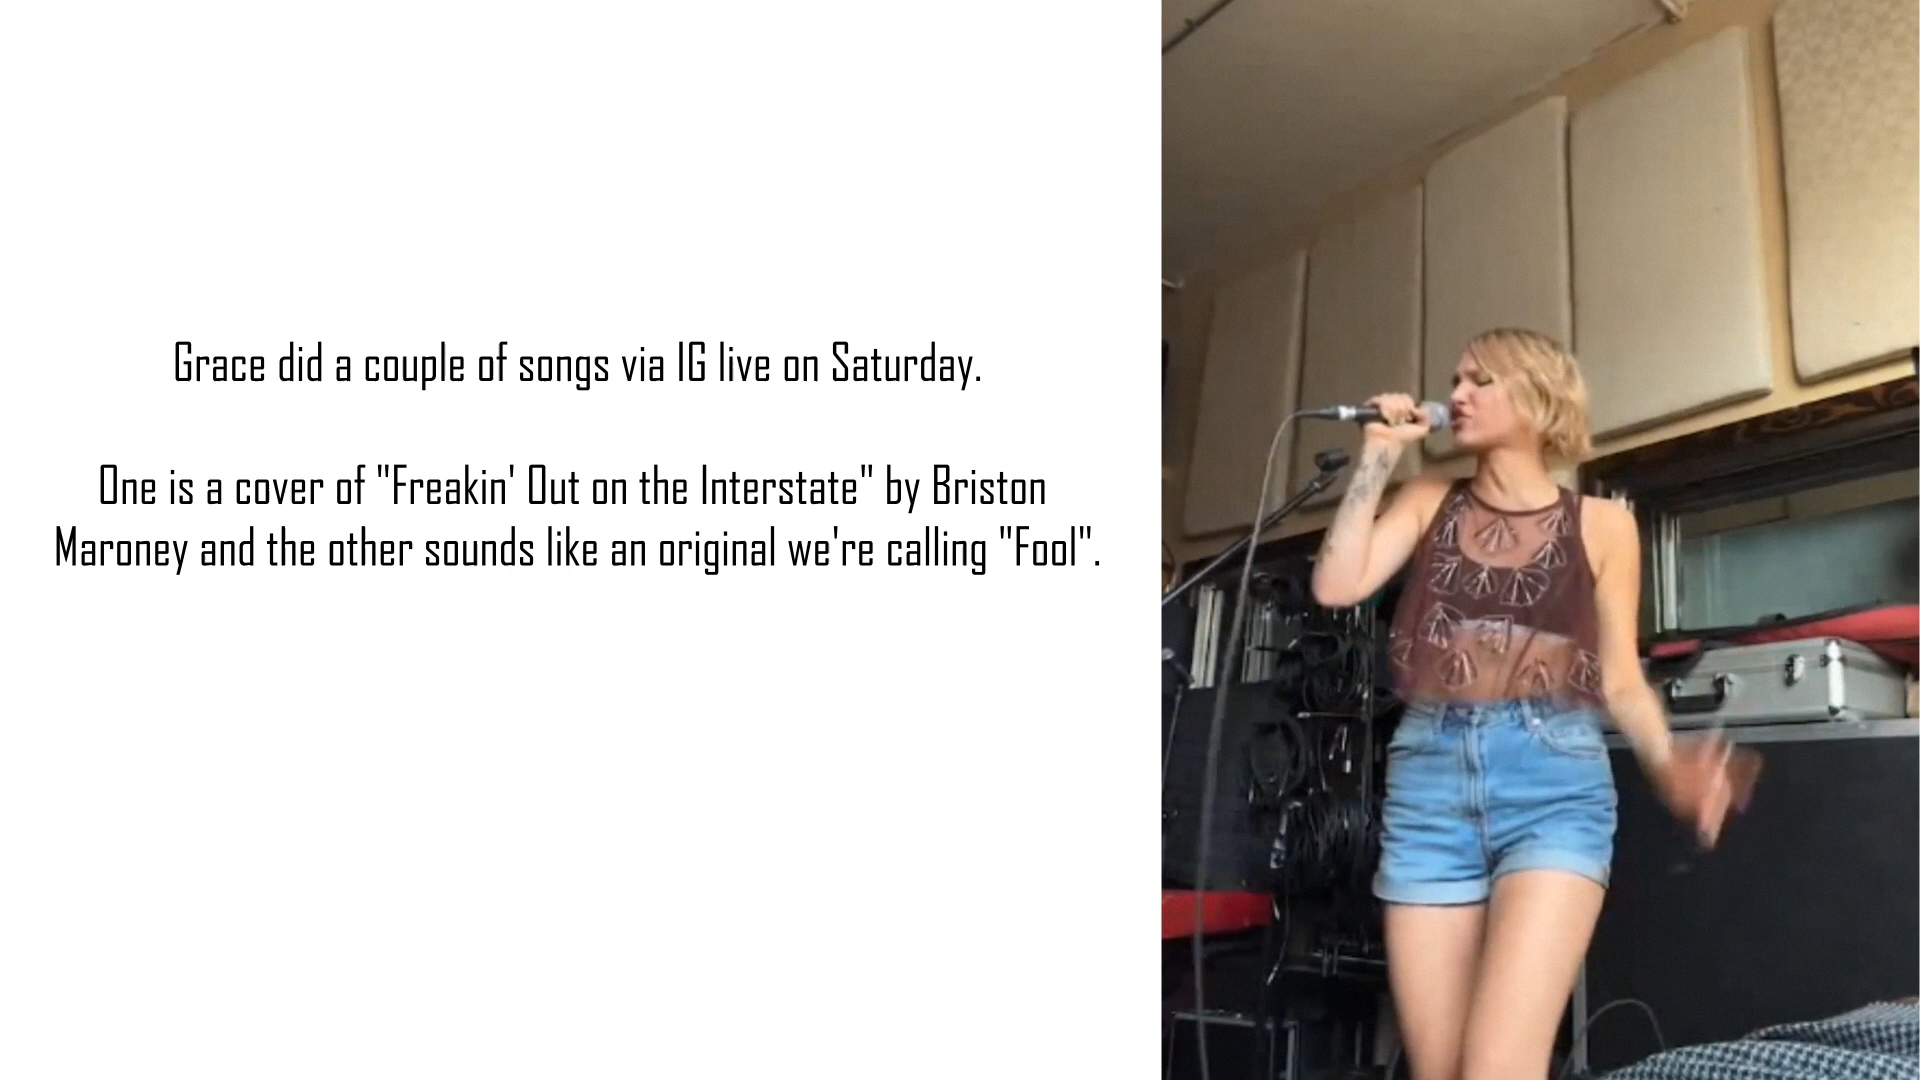 Grace did a couple of songs via IG live on Saturday.
One is a cover of "Freakin' Out on the Interstate" by Briston
Maroney and the other sounds like an original we're calling "Fool".